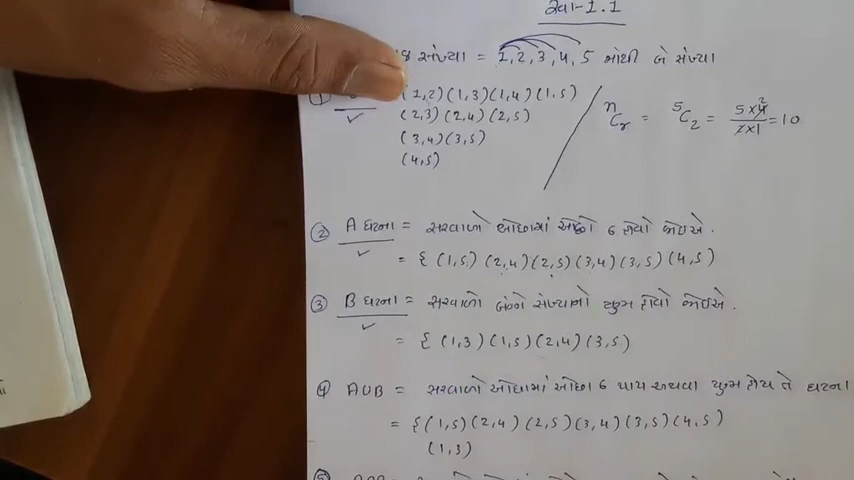 સ્વા-1.1
સંખ્યા = 1, 2, 3, 4, 5 માંથી બે સંખ્યા
① (1,2) (1,3) (1,4) (1,5)
(2,3) (2,4) (2,5)
(3,4) (3,5)
(4,5)
nCr = 5C2 = 5×4/2×1 = 10
② A ઘટના = સરવાળો ઓછામાં ઓછો 6 હોવો જોઈએ.
= { (1,5) (2,4) (2,5) (3,4) (3,5) (4,5)
③ B ઘટના = સરવાળો બંન્ને સંખ્યાનો યુગ્મ હોવો જોઈએ.
= { (1,3) (1,5) (2,4) (3,5)
④ AUB = સરવાળો ઓછામાં ઓછા 6 થાય અથવા યુગ્મ હોય તે ઘટના
= {(1,5) (2,4) (2,5) (3,4) (3,5) (4,5)
(1,3)